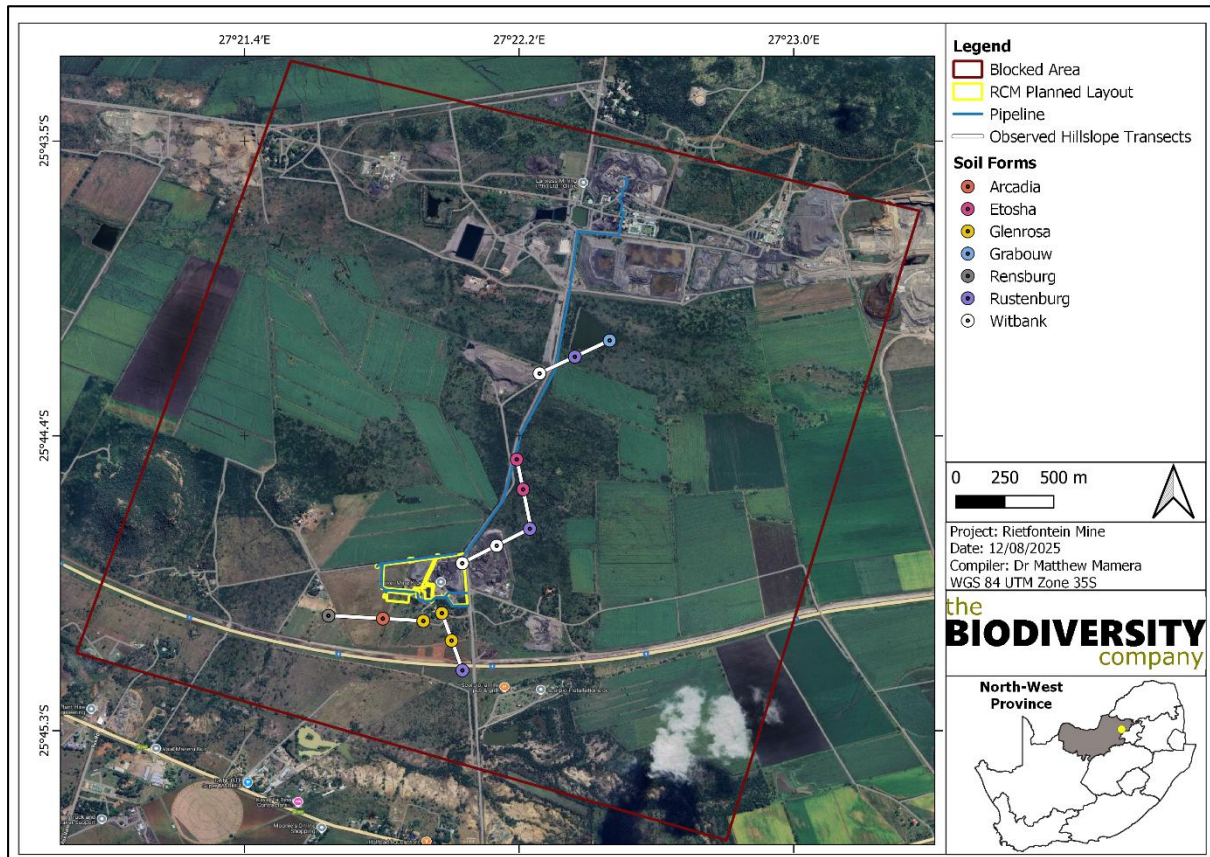 27°21.4'E 27°22.2'E 27°23.0'E
25°43.5'S
25°44.4'S
25°45.3'S
Legend
Blocked Area
RCM Planned Layout
Pipeline
Observed Hillslope Transects
Soil Forms
Arcadia
Etosha
Glenrosa
Grabouw
Rensburg
Rustenburg
Witbank
0 250 500 m
Project: Rietfontein Mine
Date: 12/08/2025
Compiler: Dr Matthew Mamera
WGS 84 UTM Zone 35S
the
BIODIVERSITY
company
North-West
Province